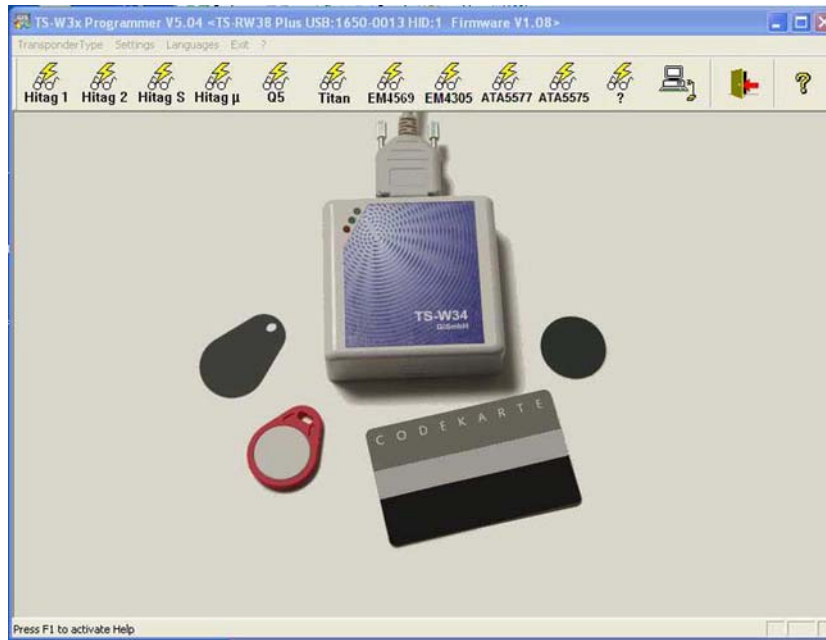 TS-W3x Programmer V5.04 <TS-RW38 Plus USB:1650-0013 HID:1 Firmware V1.08>
TransponderType Settings Languages Exit ?
Hitag 1 Hitag 2 Hitag S Hitag µ Q5 Titan EM4569 EM4305 ATA5577 ATA5575 ?
TS-W34
GiSmbH
CODEKARTE
Press F1 to activate Help